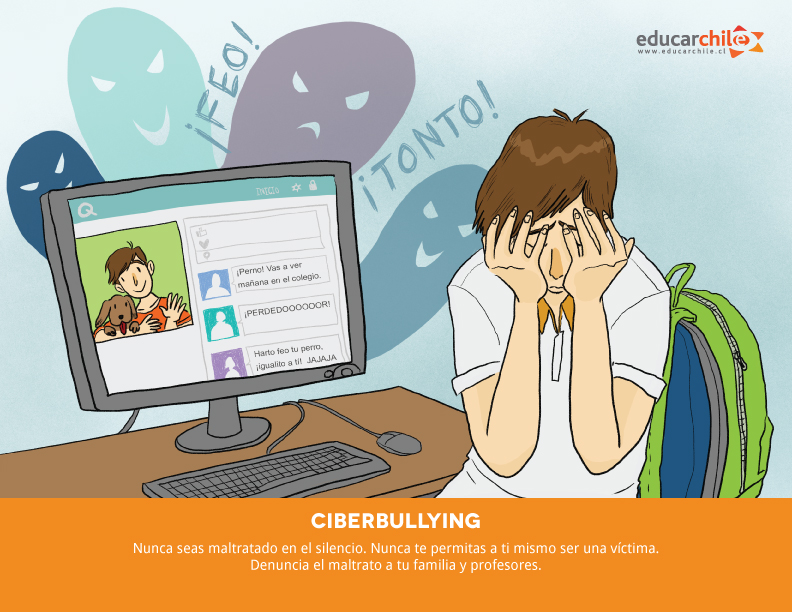 educarchile
www.educarchile.cl
¡FEO!
¡TONTO!
INICIO
¡Perno! Vas a ver
mañana en el colegio.
¡PERDEDOOOOOOR!
Harto feo tu perro,
¡igualito a ti! JAJAJA
CIBERBULLYING
Nunca seas maltratado en el silencio. Nunca te permitas a ti mismo ser una víctima.
Denuncia el maltrato a tu familia y profesores.